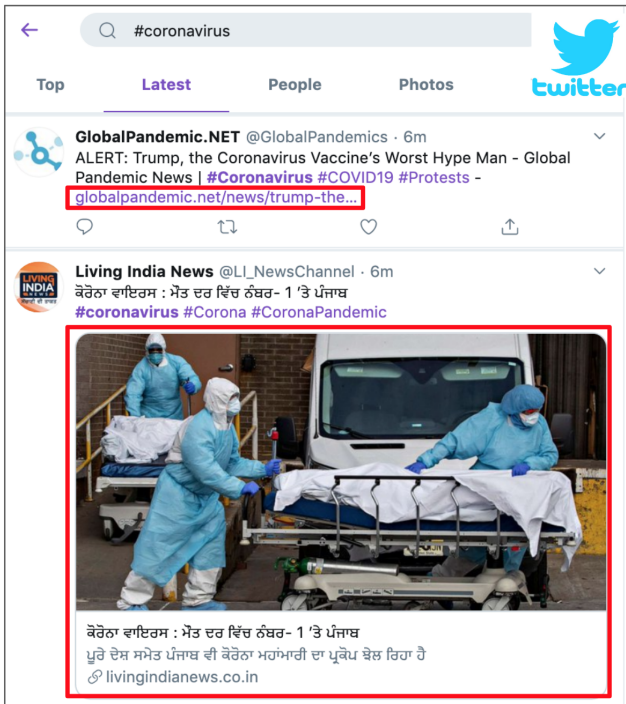 #coronavirus
twitter
Top Latest People Photos
GlobalPandemic.NET @GlobalPandemics · 6m
ALERT: Trump, the Coronavirus Vaccine's Worst Hype Man - Global
Pandemic News | #Coronavirus #COVID19 #Protests -
globalpandemic.net/news/trump-the...
Living India News @LI_NewsChannel · 6m
LIVING
INDIA
NEWS
ਕੋਰੋਨਾ ਵਾਇਰਸ : ਮੌਤ ਦਰ ਵਿੱਚ ਨੰਬਰ- 1 ‘ਤੇ ਪੰਜਾਬ
#coronavirus #Corona #CoronaPandemic
ਕੋਰੋਨਾ ਵਾਇਰਸ : ਮੌਤ ਦਰ ਵਿੱਚ ਨੰਬਰ- 1 ‘ਤੇ ਪੰਜਾਬ
ਪੂਰੇ ਦੇਸ਼ ਸਮੇਤ ਪੰਜਾਬ ਵੀ ਕੋਰੋਨਾ ਮਹਾਂਮਾਰੀ ਦਾ ਪ੍ਰਕੋਪ ਝੇਲ ਰਿਹਾ ਹੈ
livingindianews.co.in